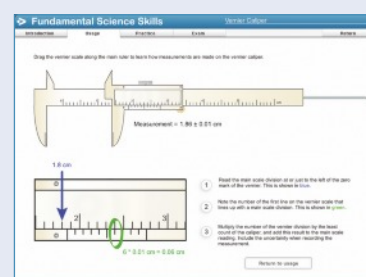 Fundamental Science Skills
Vernier Caliper
Introduction Usage Practice Exam Return
Drag the vernier scale along the main ruler to learn how measurements are made on the vernier caliper.
Measurement = 1.86 ± 0.01 cm
1.8 cm
0
2
3
6 * 0.01 cm = 0.06 cm
1 Read the main scale division at or just to the left of the zero
mark of the vernier. This is shown in blue.
2 Note the number of the first line on the vernier scale that
lines up with a main scale division. This is shown in green.
3 Multiply the number of the vernier division by the least
count of the caliper and add this result to the main scale
reading. Include the uncertainty when recording the
measurement.
Return to usage